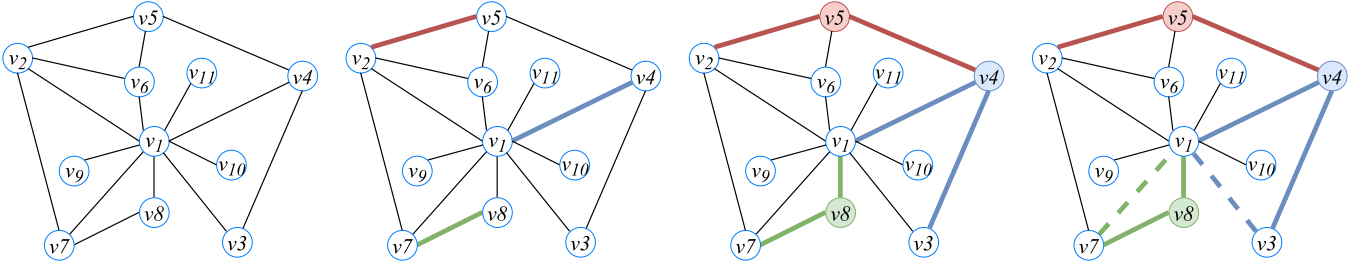 v5 v5 v5 v5
v2 v2 v2 v2
v11 v11 v11 v11
v4 v4 v4 v4
v6 v6 v6 v6
v1 v1 v1 v1
v9 v10 v9 v10 v9 v10 v9 v10
v8 v8 v8 v8
v7 v3 v7 v3 v7 v3 v7 v3